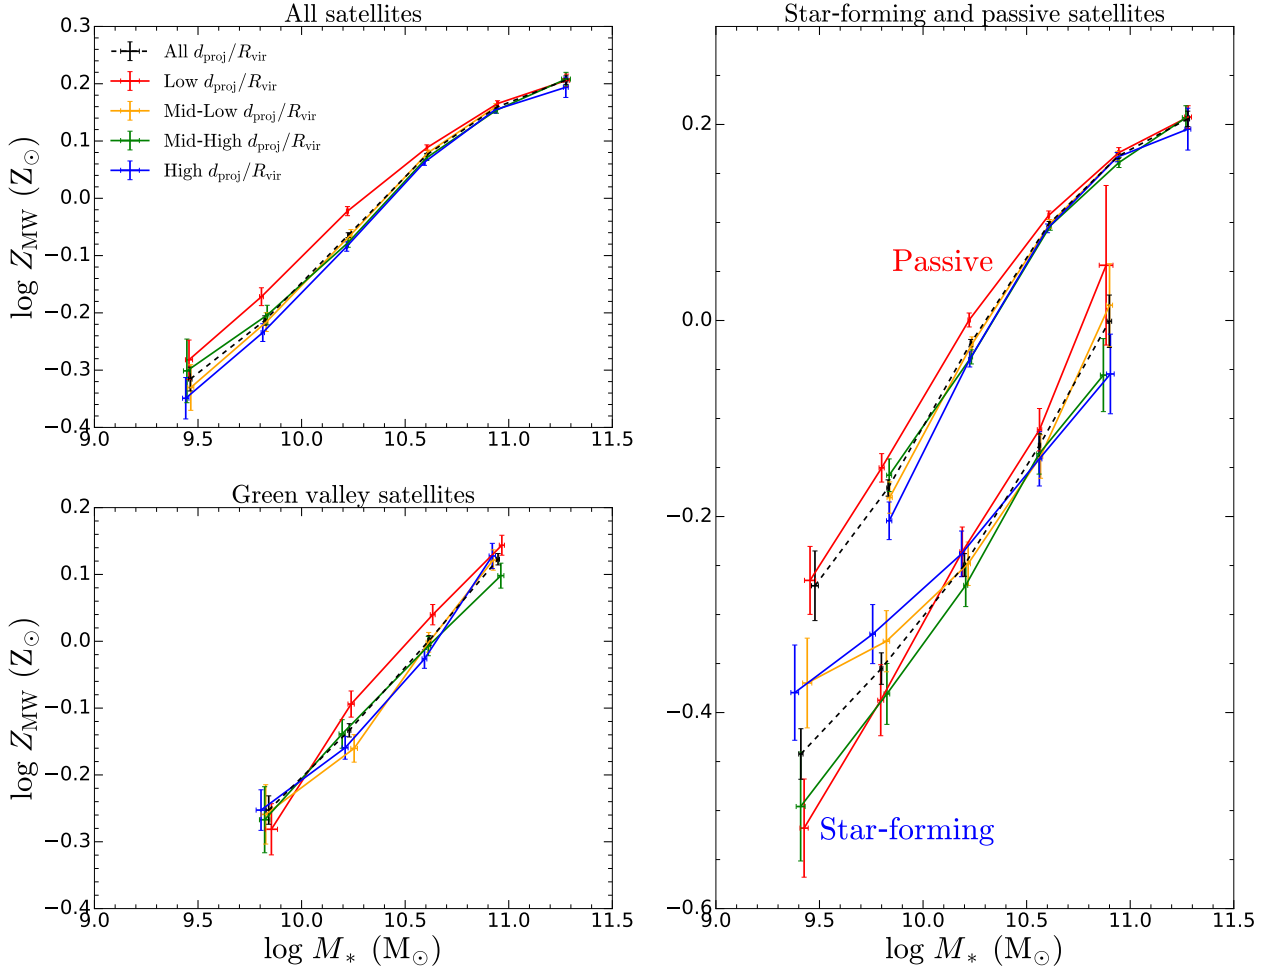 All satellites
0.3
0.2
0.1
0.0
−0.1
−0.2
−0.3
−0.4
9.0 9.5 10.0 10.5 11.0 11.5
log Z_MW (Z_⊙)
All d_proj/R_vir
Low d_proj/R_vir
Mid-Low d_proj/R_vir
Mid-High d_proj/R_vir
High d_proj/R_vir
Green valley satellites
0.2
0.1
0.0
−0.1
−0.2
−0.3
−0.4
9.0 9.5 10.0 10.5 11.0 11.5
log Z_MW (Z_⊙)
log M_* (M_⊙)
Star-forming and passive satellites
0.2
0.0
−0.2
−0.4
−0.6
9.0 9.5 10.0 10.5 11.0 11.5
Passive
Star-forming
log M_* (M_⊙)